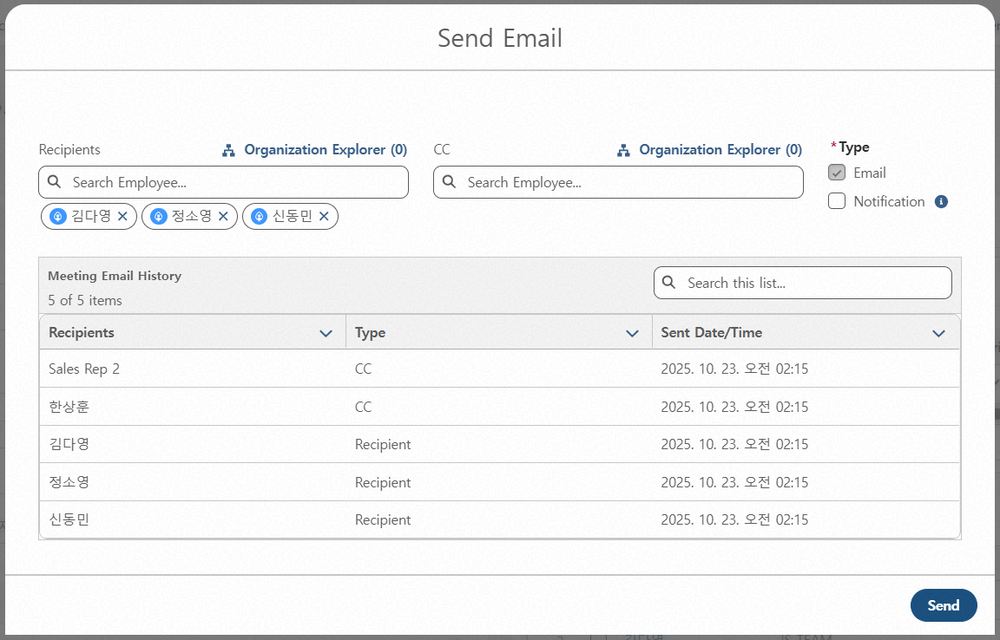 Send Email
Recipients Organization Explorer (0) CC Organization Explorer (0) *Type
Search Employee... Search Employee... Email
김다영 정소영 신동민 Notification
Meeting Email History
5 of 5 items Search this list...
Recipients Type Sent Date/Time
Sales Rep 2 CC 2025. 10. 23. 오전 02:15
한상훈 CC 2025. 10. 23. 오전 02:15
김다영 Recipient 2025. 10. 23. 오전 02:15
정소영 Recipient 2025. 10. 23. 오전 02:15
신동민 Recipient 2025. 10. 23. 오전 02:15
Send